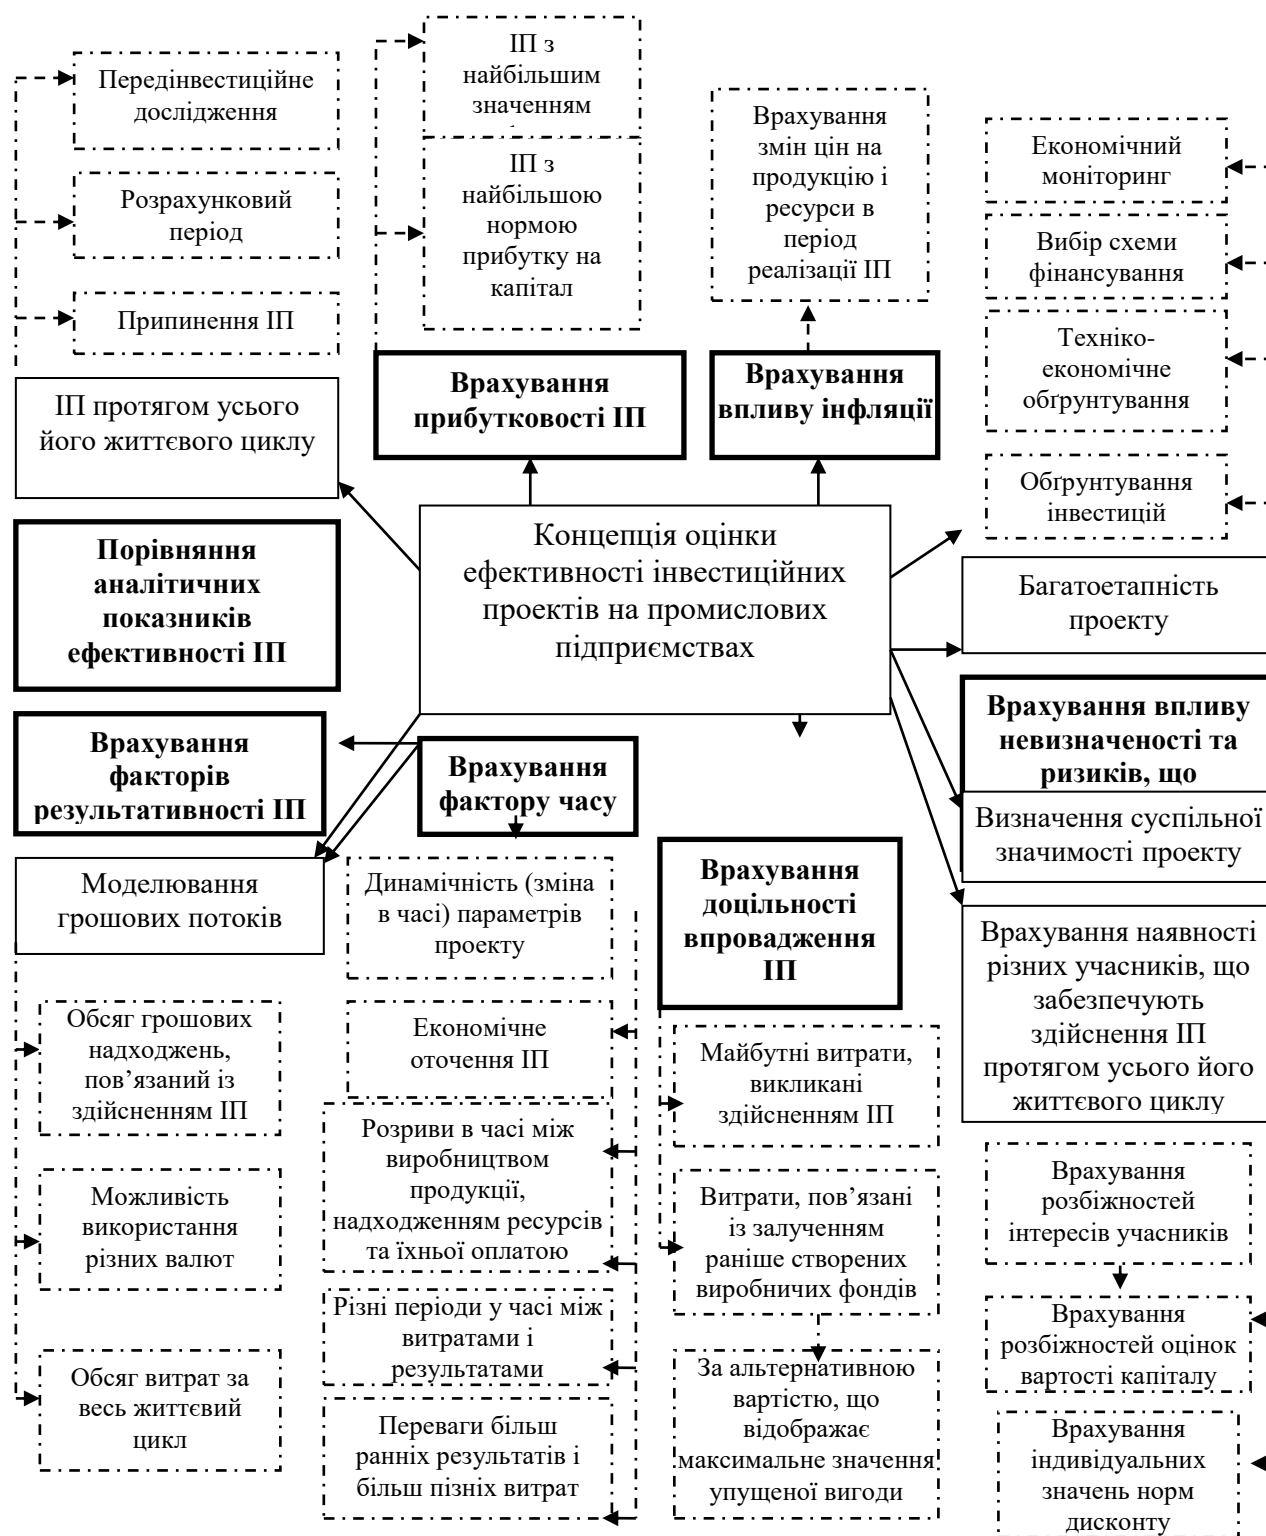 Передінвестиційне
дослідження
Розрахунковий
період
Припинення ІП
ІП протягом усього
його життєвого циклу
ІП з
найбільшим
значенням
ІП з
найбільшою
нормою
прибутку на
капітал
Врахування
прибутковості ІП
Врахування
змін цін на
продукцію і
ресурси в
період
реалізації ІП
Врахування
впливу інфляції
Економічний
моніторинг
Вибір схеми
фінансування
Техніко-
економічне
обґрунтування
Обґрунтування
інвестицій
Концепція оцінки
ефективності інвестиційних
проектів на промислових
підприємствах
Порівняння
аналітичних
показників
ефективності ІП
Багатоетапність
проекту
Врахування
факторів
результативності ІП
Врахування
фактору часу
Врахування впливу
невизначеності та
ризиків, що
Визначення суспільної
значимості проекту
Моделювання
грошових потоків
Динамічність (зміна
в часі) параметрів
проекту
Врахування
доцільності
впровадження
ІП
Врахування наявності
різних учасників, що
забезпечують
здійснення ІП
протягом усього його
життєвого циклу
Обсяг грошових
надходжень,
пов’язаний із
здійсненням ІП
Можливість
використання
різних валют
Обсяг витрат за
весь життєвий
цикл
Економічне
оточення ІП
Розриви в часі між
виробництвом
продукції,
надходженням ресурсів
та їхньої оплатою
Різні періоди у часі між
витратами і
результатами
Переваги більш
ранніх результатів і
більш пізніх витрат
Майбутні витрати,
викликані
здійсненням ІП
Витрати, пов’язані
із залученням
раніше створених
виробничих фондів
За альтернативною
вартістю, що
відображає
максимальне значення
упущеної вигоди
Врахування
розбіжностей
інтересів учасників
Врахування
розбіжностей оцінок
вартості капіталу
Врахування
індивідуальних
значень норм
дисконту